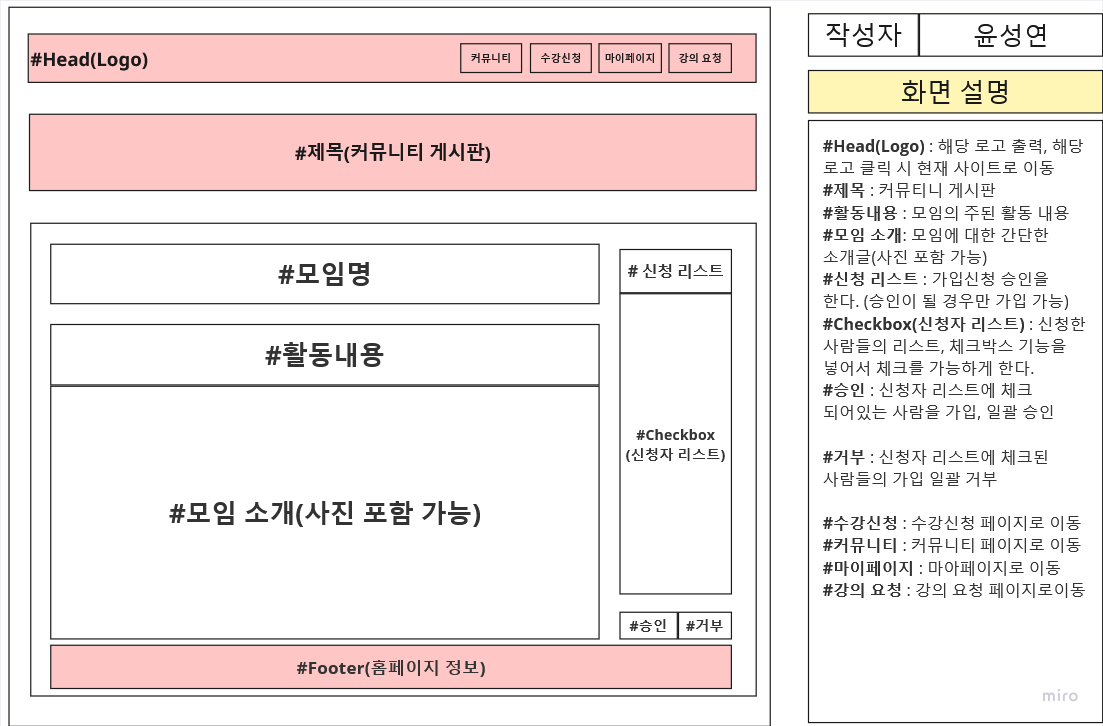 #Head(Logo)
커뮤니티
수강신청
마이페이지
강의 요청
#제목(커뮤니티 게시판)
#모임명
#활동내용
#모임 소개(사진 포함 가능)
# 신청 리스트
#Checkbox
(신청자 리스트)
#승인
#거부
#Footer(홈페이지 정보)
작성자
윤성연
화면 설명
#Head(Logo) : 해당 로고 출력, 해당
로고 클릭 시 현재 사이트로 이동
#제목 : 커뮤티니 게시판
#활동내용 : 모임의 주된 활동 내용
#모임 소개: 모임에 대한 간단한
소개글(사진 포함 가능)
#신청 리스트 : 가입신청 승인을
한다. (승인이 될 경우만 가입 가능)
#Checkbox(신청자 리스트) : 신청한
사람들의 리스트, 체크박스 기능을
넣어서 체크를 가능하게 한다.
#승인 : 신청자 리스트에 체크
되어있는 사람을 가입, 일괄 승인
#거부 : 신청자 리스트에 체크된
사람들의 가입 일괄 거부
#수강신청 : 수강신청 페이지로 이동
#커뮤니티 : 커뮤니티 페이지로 이동
#마이페이지 : 마아페이지로 이동
#강의 요청 : 강의 요청 페이지로이동
miro